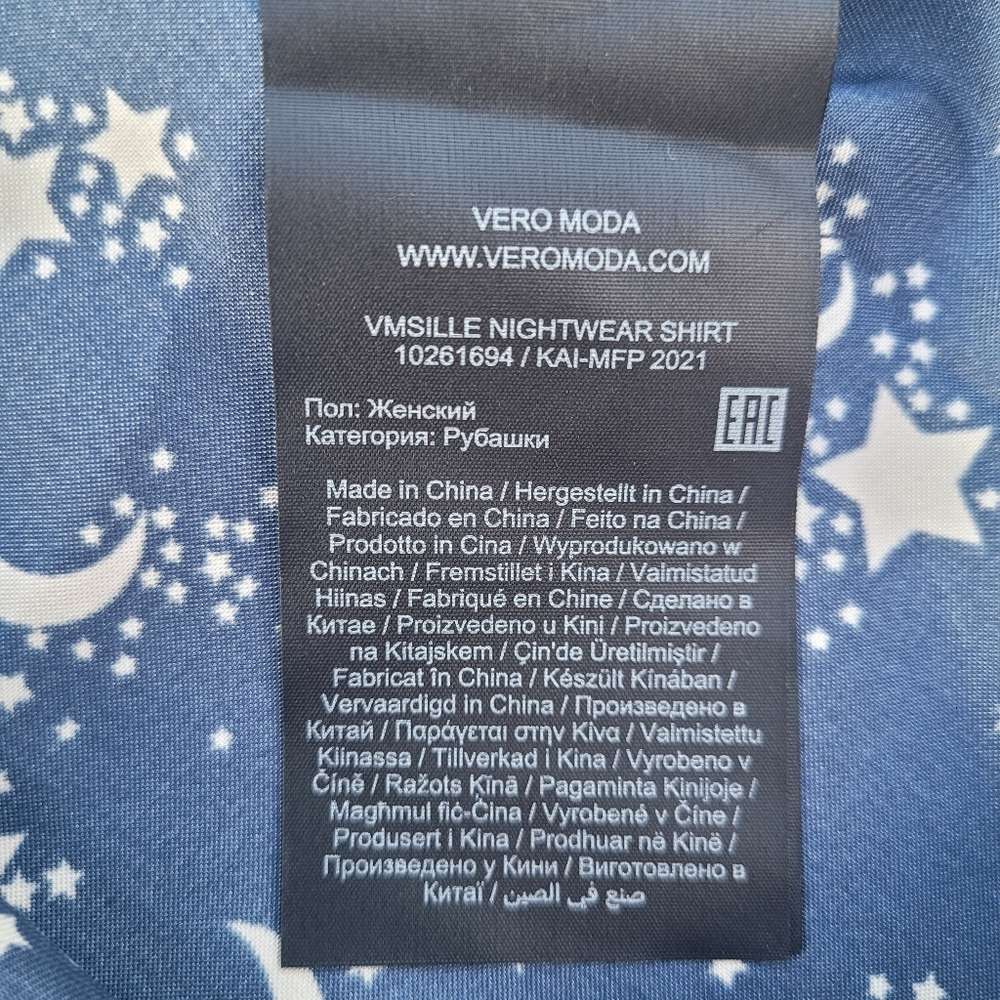 VERO MODA
WWW.VEROMODA.COM
VMSILLE NIGHTWEAR SHIRT
10261694 / KAI-MFP 2021
Пол: Женский
Категория: Рубашки
EAC
Made in China / Hergestellt in China /
Fabricado en China / Feito na China /
Prodotto in Cina / Wyprodukowano w
Chinach / Fremstillet i Kina / Valmistatud
Hiinas / Fabriqué en Chine / Сделано в
Китае / Proizvedeno u Kini / Proizvedeno
na Kitajskem / Çin'de Üretilmiştir /
Fabricat în China / Készült Kínában /
Vervaardigd in China / Произведено в
Китай / Παράγεται στην Κίνα / Valmistettu
Kiinassa / Tillverkad i Kina / Vyrobeno v
Číně / Ražots Ķīnā / Pagaminta Kinijoje /
Magħmul fiċ-Ċina / Vyrobené v Číne /
Produsert i Kina / Prodhuar në Kinë /
Произведено у Кини / Виготовлено в
Китаї / صنع في الصين